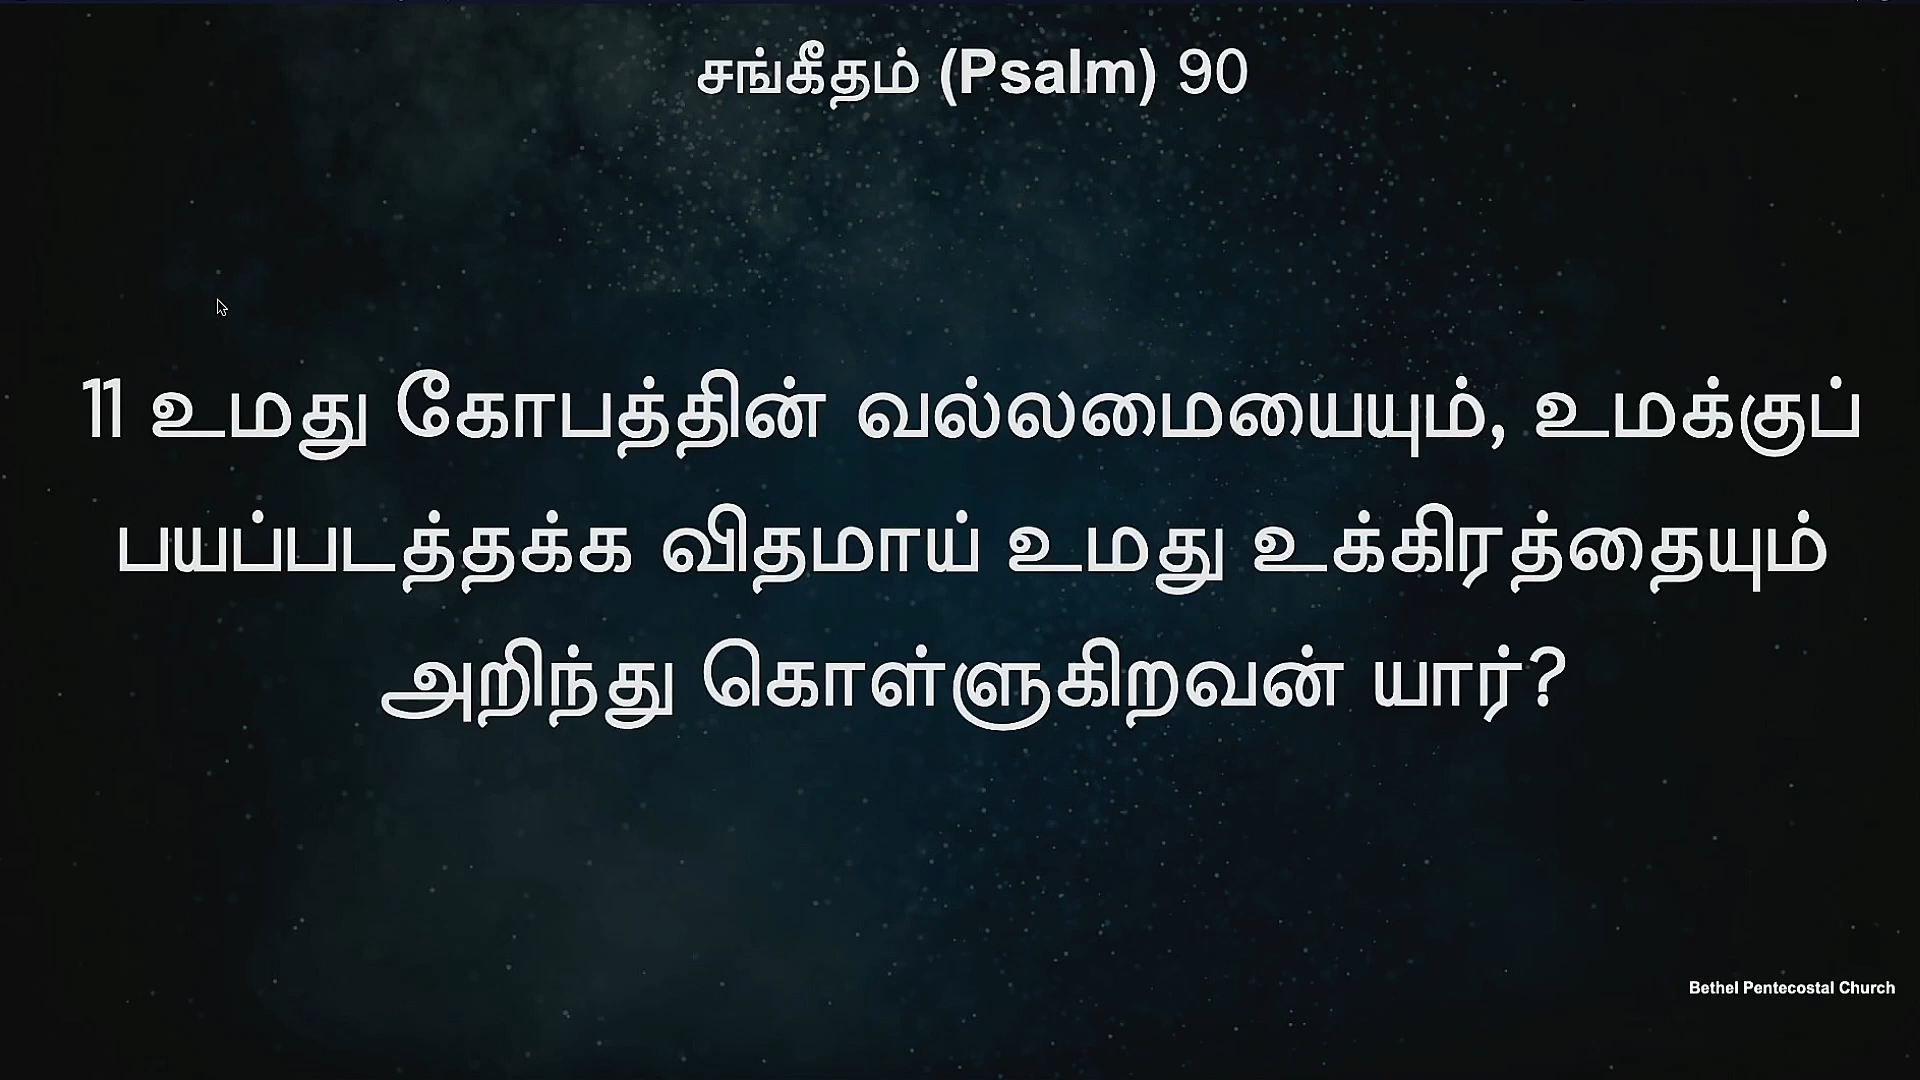 சங்கீதம் (Psalm) 90
11 உமது கோபத்தின் வல்லமையையும், உமக்குப்
பயப்படத்தக்க விதமாய் உமது உக்கிரத்தையும்
அறிந்து கொள்ளுகிறவன் யார்?
Bethel Pentecostal Church